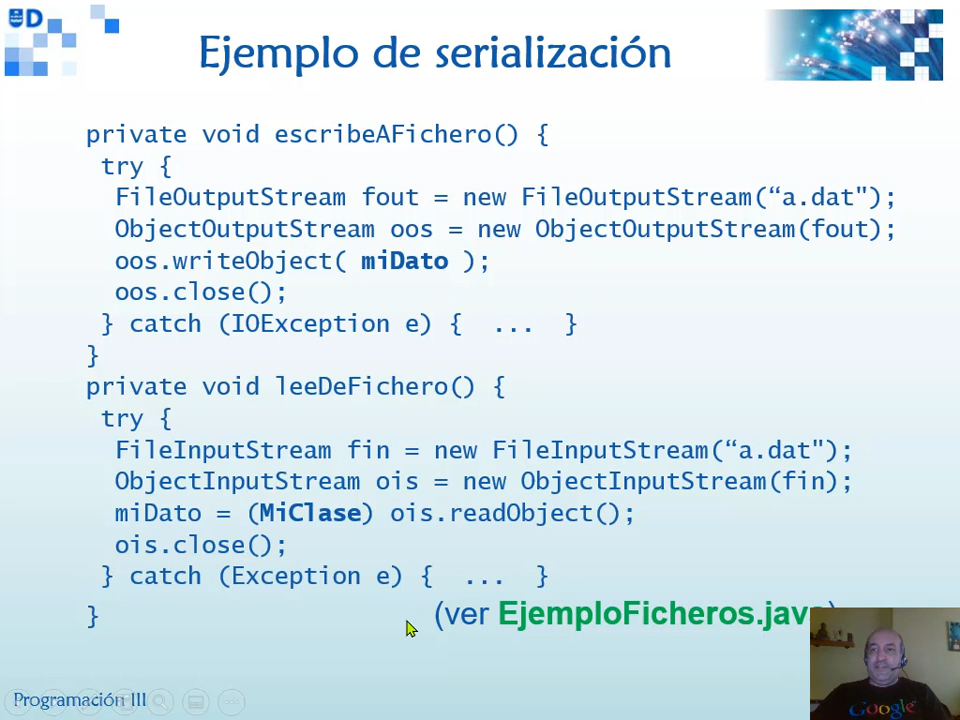 UD
Ejemplo de serialización
private void escribeAFichero() {
try {
FileOutputStream fout = new FileOutputStream(“a.dat");
ObjectOutputStream oos = new ObjectOutputStream(fout);
oos.writeObject( miDato );
oos.close();
} catch (IOException e) { ... }
}
private void leeDeFichero() {
try {
FileInputStream fin = new FileInputStream(“a.dat");
ObjectInputStream ois = new ObjectInputStream(fin);
miDato = (MiClase) ois.readObject();
ois.close();
} catch (Exception e) { ... }
}
(ver EjemploFicheros.java)
Google
Programación III